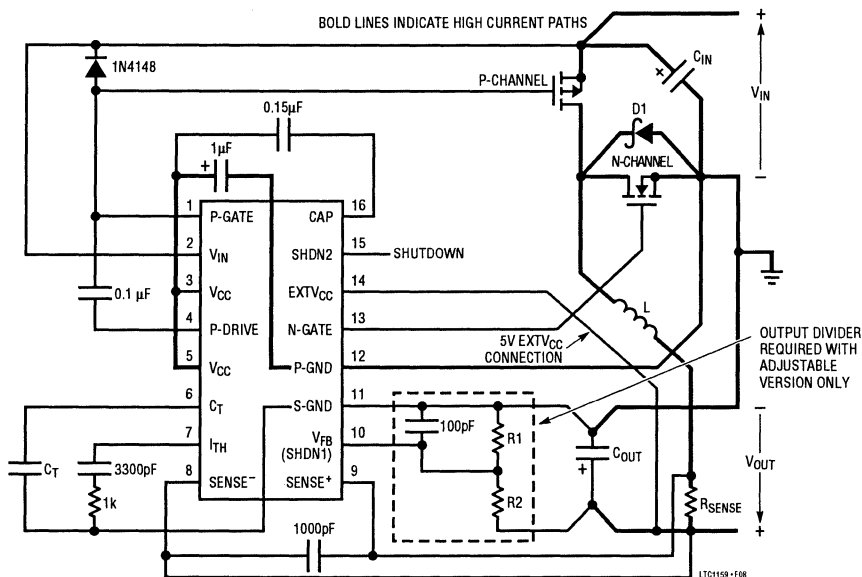 BOLD LINES INDICATE HIGH CURRENT PATHS
+
1N4148
P-CHANNEL
× CIN
VIN
0.15µF
D1
1µF
+
N-CHANNEL
−
1 P-GATE
CAP 16
2 VIN
SHDN2 15 SHUTDOWN
3 VCC
EXTVCC 14
0.1 µF
4 P-DRIVE
N-GATE 13
L
5V EXTVCC
CONNECTION
OUTPUT DIVIDER
REQUIRED WITH
ADJUSTABLE
VERSION ONLY
5 VCC
P-GND 12
6 CT
S-GND 11
−
100pF
R1
7 ITH
VFB 10
(SHDN1)
COUT
+
VOUT
CT
3300pF
8 SENSE−
SENSE+ 9
R2
RSENSE
1k
+
1000pF
LTC1159 • F08